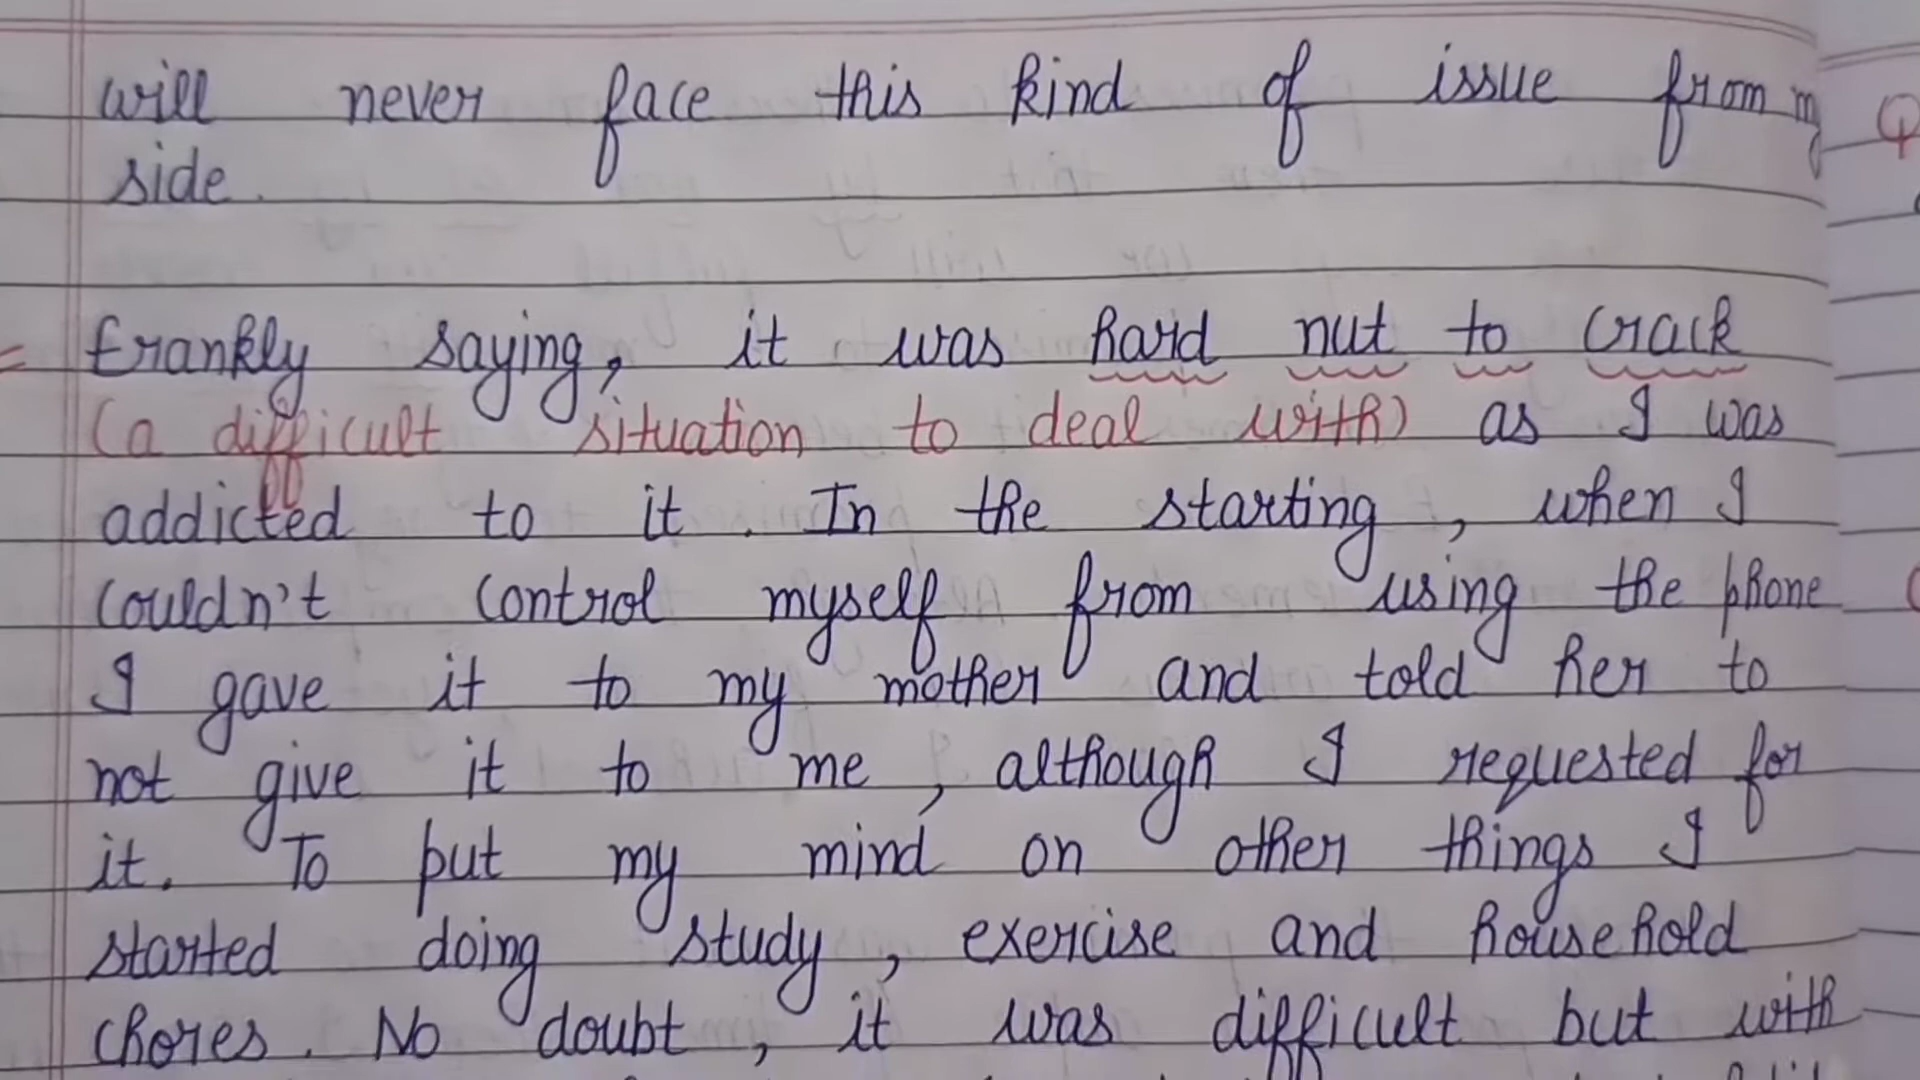 will never face this kind of issue from my
side.
= Frankly saying, it was hard nut to crack
(a difficult situation to deal with) as I was
addicted to it. In the starting, when I
couldn't control myself from using the phone
I gave it to my mother and told her to
not give it to me, although I requested for
it. To put my mind on other things I
started doing study, exercise and household
chores. No doubt, it was difficult but with